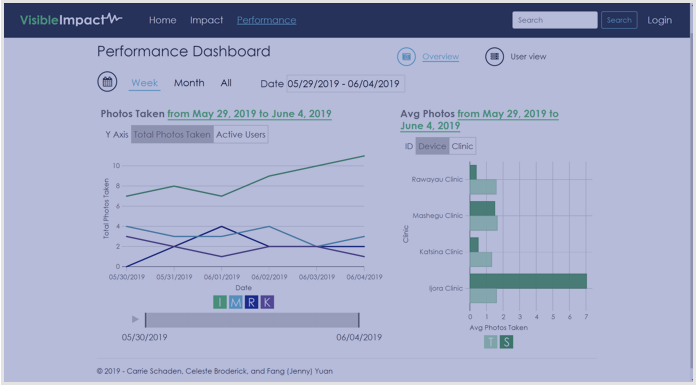 VisibleImpact Home Impact Performance Search Search Login
Performance Dashboard
Overview User view
Week Month All Date 05/29/2019 - 06/04/2019
Photos Taken from May 29, 2019 to June 4, 2019
Y Axis Total Photos Taken Active Users
10
8
6
4
2
0
Total Photos Taken
05/30/2019 05/31/2019 06/01/2019 06/02/2019 06/03/2019 06/04/2019
Date
I M R K
05/30/2019 06/04/2019
Avg Photos from May 29, 2019 to
June 4, 2019
ID Device Clinic
Clinic
Rawayau Clinic
Mashegu Clinic
Kahina Clinic
Ijora Clinic
0 1 2 3 4 5 6 7
Avg Photos Taken
T S
© 2019 - Carrie Schaden, Celeste Broderick, and Fang (Jenny) Yuan